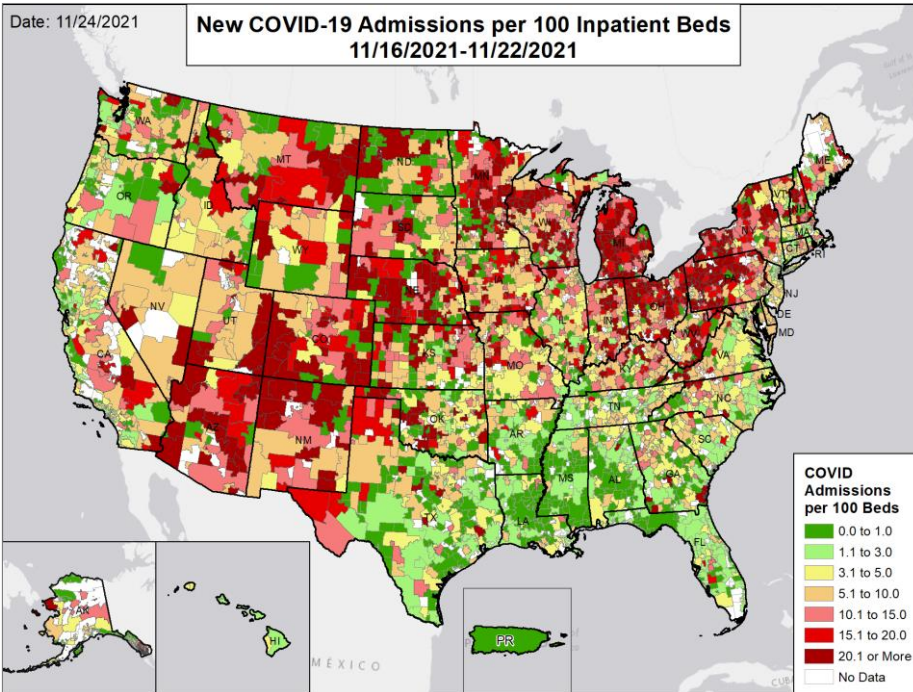 Date: 11/24/2021
New COVID-19 Admissions per 100 Inpatient Beds
11/16/2021-11/22/2021
WA
MT
ND
MN
ME
OR
ID
SD
WI
VT
NH
WY
MI
NY
MA
RI
NE
PA
NV
UT
IL
IN
OH
NJ
CO
DE
MD
CA
KS
MO
WV
VA
KY
AZ
NM
OK
AR
TN
NC
SC
MS
AL
GA
TX
LA
FL
AK
HI
PR
MÉXICO
CUBA
COVID
Admissions
per 100 Beds
0.0 to 1.0
1.1 to 3.0
3.1 to 5.0
5.1 to 10.0
10.1 to 15.0
15.1 to 20.0
20.1 or More
No Data